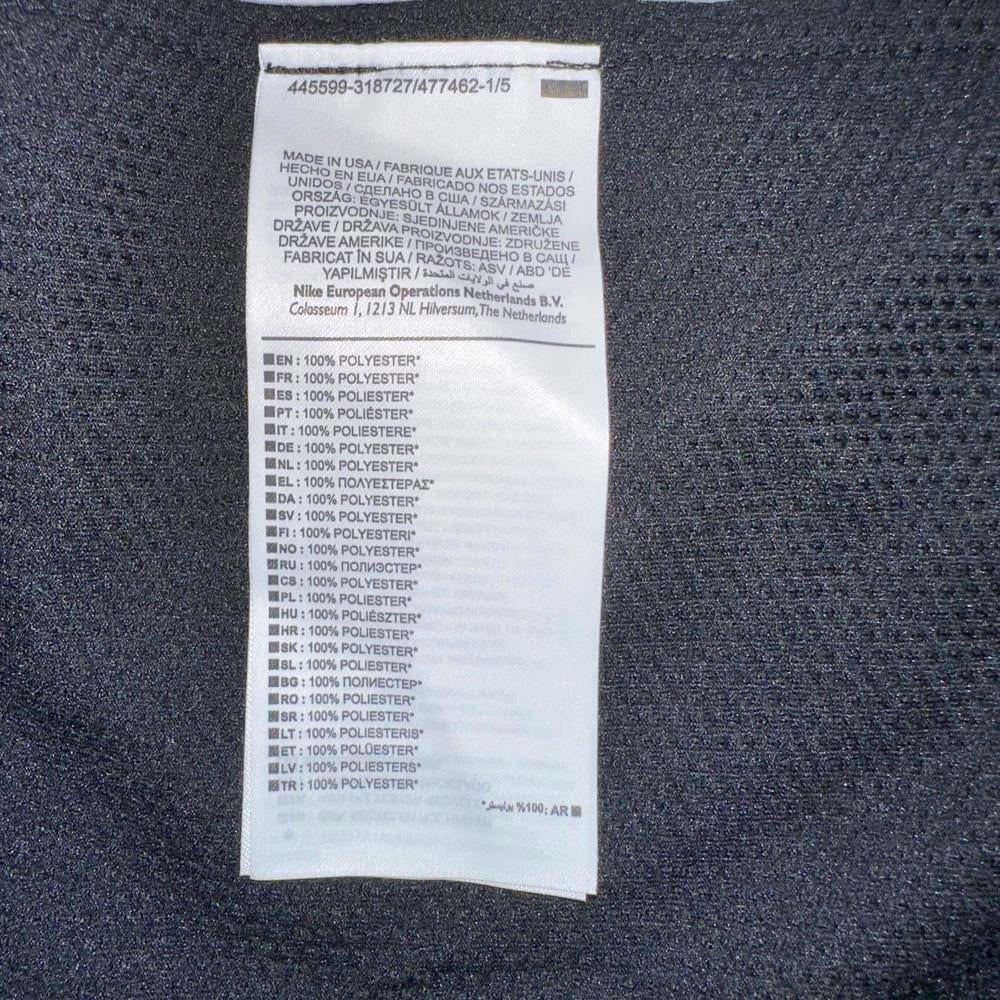 445599-318727/477462-1/5
MADE IN USA / FABRIQUE AUX ETATS-UNIS /
HECHO EN EUA / FABRICADO NOS ESTADOS
UNIDOS / СДЕЛАНО В США / SZÁRMAZÁSI
ORSZÁG: EGYESÜLT ÁLLAMOK / ZEMLJA
PROIZVODNJE: SJEDINJENE AMERIČKE
DRŽAVE / DRŽAVA PROIZVODNJE: ZDRUŽENE
DRŽAVE AMERIKE / ПРОИЗВЕДЕНО В САЩ /
FABRICAT ÎN SUA / RAŽOTS: ASV / ABD 'DE
YAPILMIŞTIR / صنع في الولايات المتحدة
Nike European Operations Netherlands B.V.
Colosseum 1, 1213 NL Hilversum, The Netherlands
EN : 100% POLYESTER*
FR : 100% POLYESTER*
ES : 100% POLIESTER*
PT : 100% POLIÉSTER*
IT : 100% POLIESTERE*
DE : 100% POLYESTER*
NL : 100% POLYESTER*
EL : 100% ΠΟΛΥΕΣΤΕΡΑΣ*
DA : 100% POLYESTER*
SV : 100% POLYESTER*
FI : 100% POLYESTERI*
NO : 100% POLYESTER*
RU : 100% ПОЛИЭСТЕР*
CS : 100% POLYESTER*
PL : 100% POLIESTER*
HU : 100% POLIÉSZTER*
HR : 100% POLIESTER*
SK : 100% POLYESTER*
SL : 100% POLIESTER*
BG : 100% ПОЛИЕСТЕР*
RO : 100% POLIESTER*
SR : 100% POLIESTER*
LT : 100% POLIESTERIS*
ET : 100% POLÜESTER*
LV : 100% POLIESTERS*
TR : 100% POLYESTER*
AR :100% بوليستر*